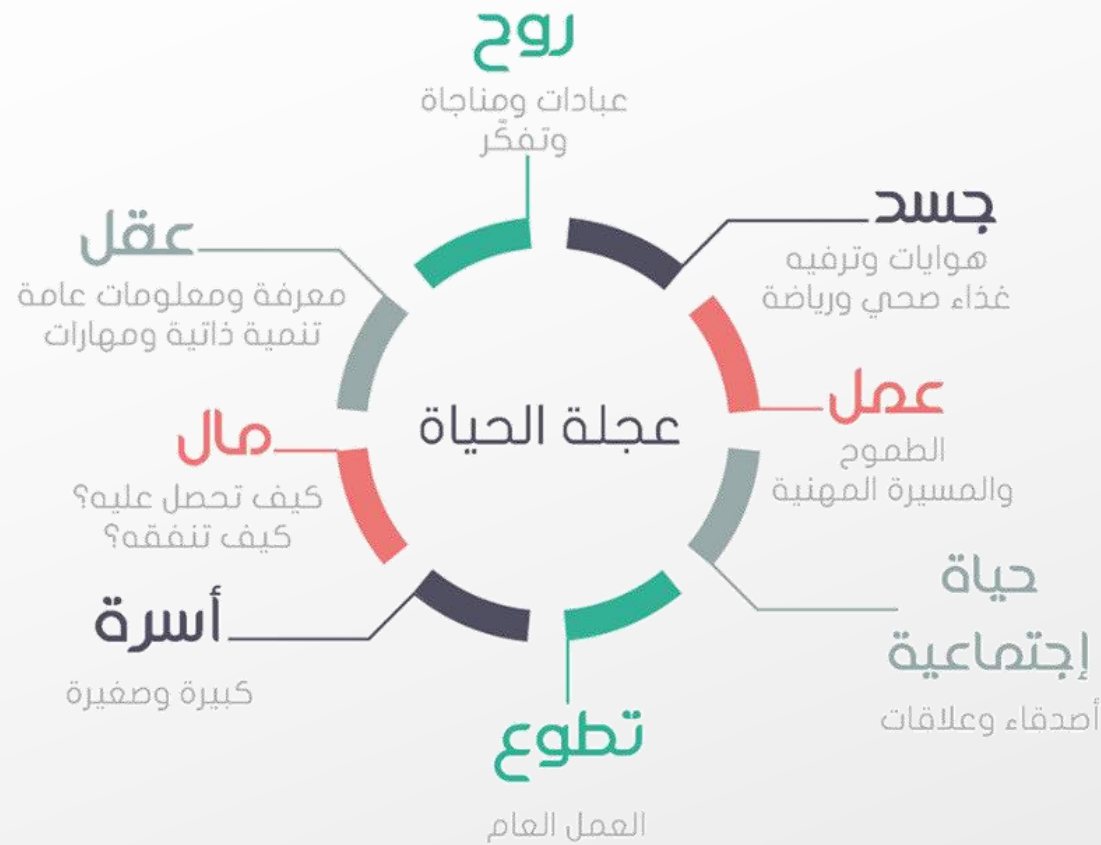 روح
عبادات ومناجاة
وتفكّر
جسد
هوايات وترفيه
غذاء صحي ورياضة
عمل
الطموح
والمسيرة المهنية
حياة
إجتماعية
أصدقاء وعلاقات
تطوع
العمل العام
أسرة
كبيرة وصغيرة
مال
كيف تحصل عليه؟
كيف تنفقه؟
عقل
معرفة ومعلومات عامة
تنمية ذاتية ومهارات
عجلة الحياة